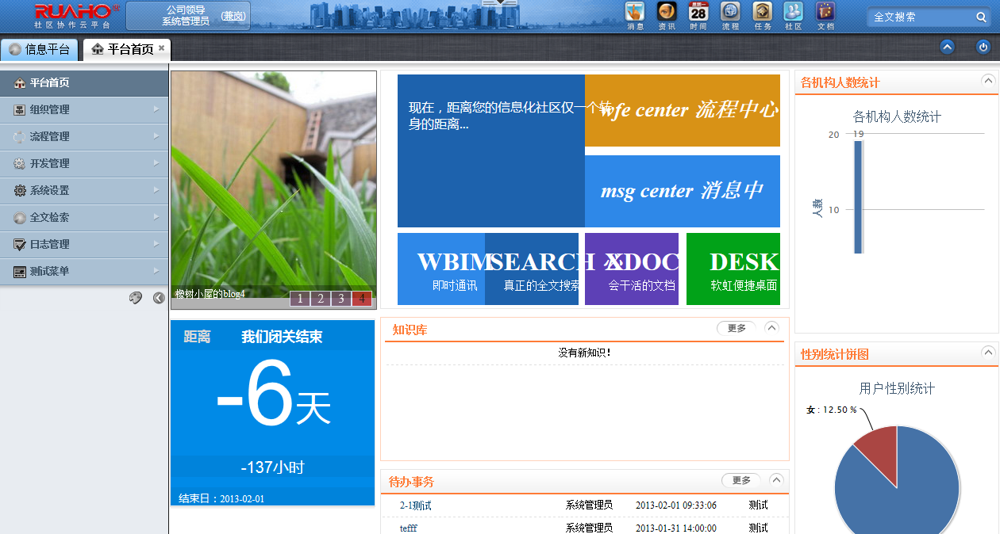 RUAHO
社区协作云平台
公司领导
系统管理员
(兼岗)
28
消息
资讯
时间
流程
任务
社区
文档
全文搜索
信息平台
平台首页
平台首页
组织管理
流程管理
开发管理
系统设置
全文检索
日志管理
测试菜单
橡树小屋的blog4
1 2 3 4
距离 我们闭关结束
-6天
-137小时
结束日：2013-02-01
现在，距离您的信息化社区仅一个转
身的距离...
wfe center 流程中心
msg center 消息中
WBIM
即时通讯
SEARCH
真正的全文搜索
XDOC
会干活的文档
DESK
软虹便捷桌面
知识库
更多
没有新知识！
待办事务
更多
2-1测试 系统管理员 2013-02-01 09:33:06 测试
tefff 系统管理员 2013-01-31 14:00:00 测试
各机构人数统计
各机构人数统计
20
19
10
人数
性别统计饼图
用户性别统计
女 : 12.50 %